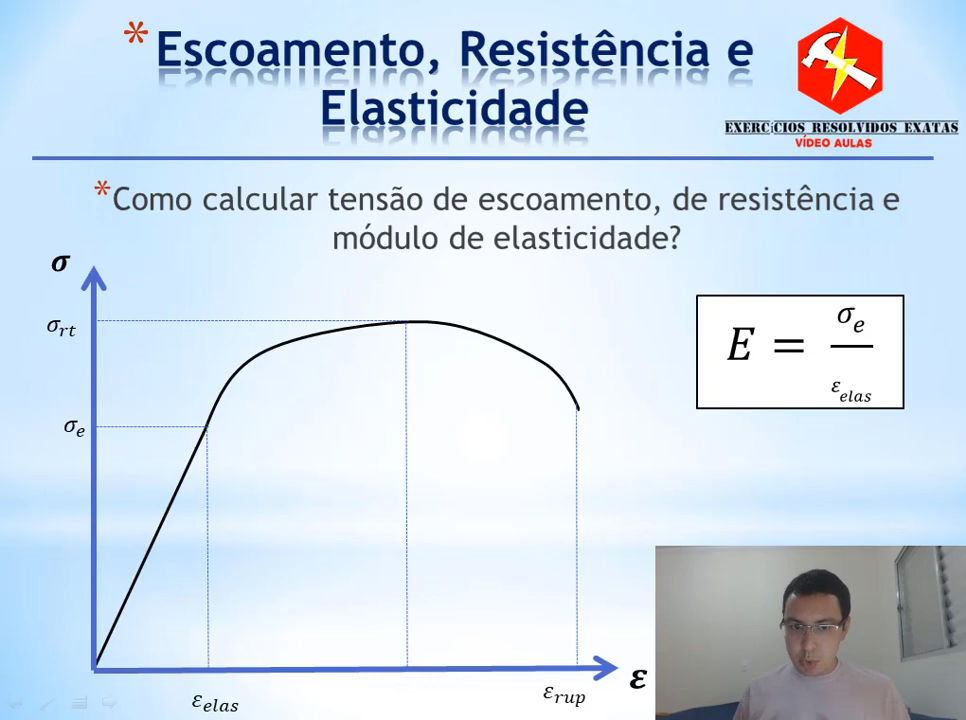 * Escoamento, Resistência e
Elasticidade
EXERCÍCIOS RESOLVIDOS EXATAS
VÍDEO AULAS
* Como calcular tensão de escoamento, de resistência e
módulo de elasticidade?
σ
σ_rt
σ_e
E = σ_e / ε_elas
ε_elas
ε_rup
ε